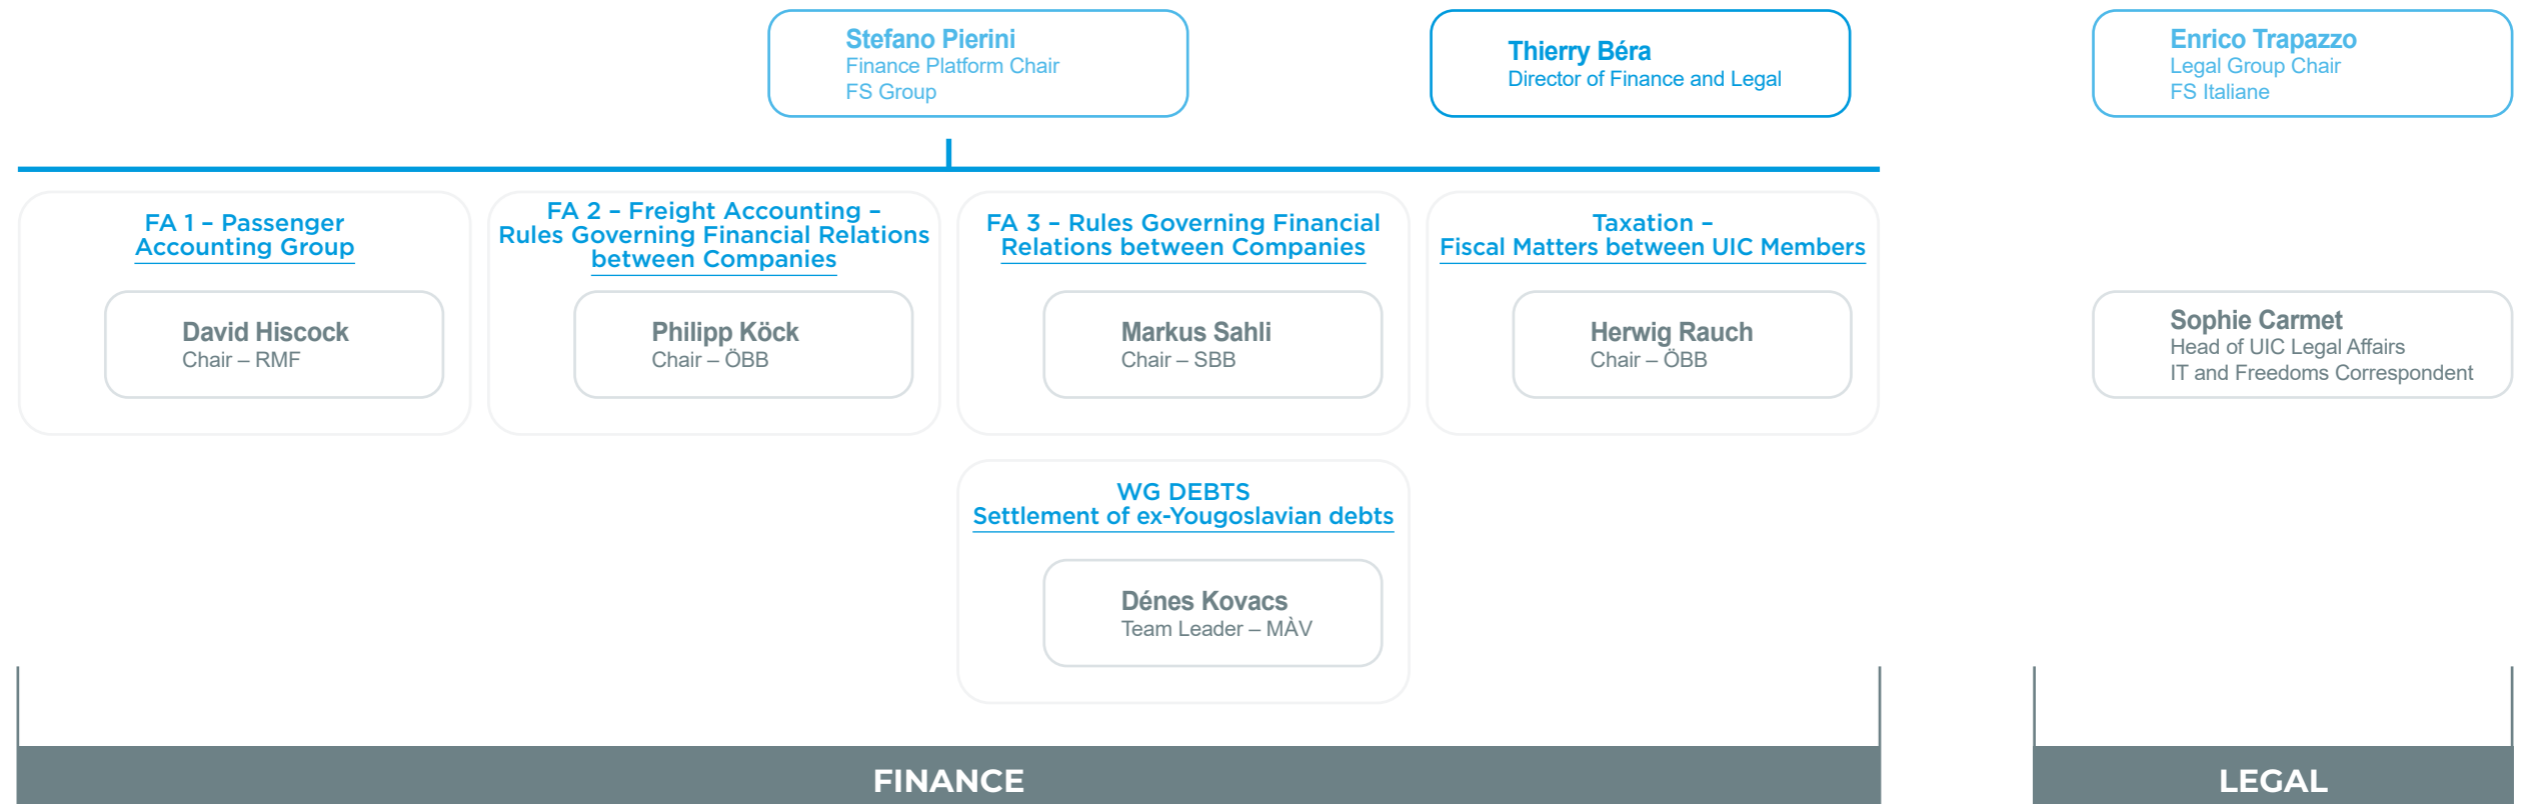 Stefano Pierini
Finance Platform Chair
FS Group
Thierry Béra
Director of Finance and Legal
Enrico Trapazzo
Legal Group Chair
FS Italiane
FA 1 – Passenger
Accounting Group
David Hiscock
Chair – RMF
FA 2 – Freight Accounting –
Rules Governing Financial Relations
between Companies
Philipp Köck
Chair – ÖBB
FA 3 – Rules Governing Financial
Relations between Companies
Markus Sahli
Chair – SBB
Taxation –
Fiscal Matters between UIC Members
Herwig Rauch
Chair – ÖBB
Sophie Carmet
Head of UIC Legal Affairs
IT and Freedoms Correspondent
WG DEBTS
Settlement of ex-Yougoslavian debts
Dénes Kovacs
Team Leader – MÀV
FINANCE
LEGAL